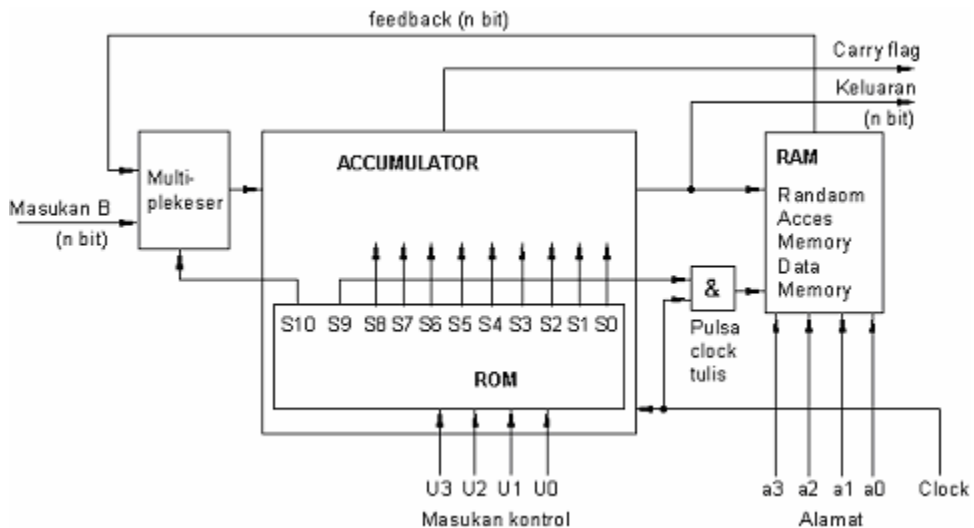 feedback (n bit)
Carry flag
Keluaran
(n bit)
Multi-
plekeser
ACCUMULATOR
RAM
Randaom
Acces
Memory
Data
Memory
Masukan B
(n bit)
&
Pulsa
clock
tulis
S10 S9 S8 S7 S6 S5 S4 S3 S2 S1 S0
ROM
U3 U2 U1 U0
Masukan kontrol
a3 a2 a1 a0
Alamat
Clock